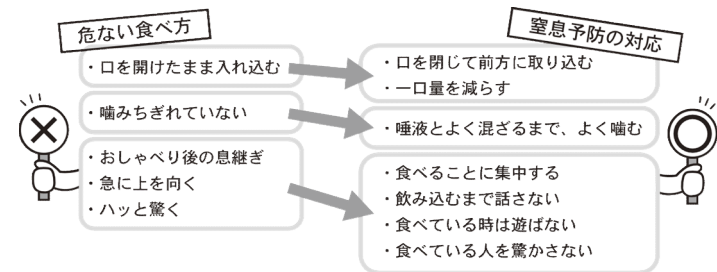 危ない食べ方
・口を開けたまま入れ込む
・噛みちぎれていない
・おしゃべり後の息継ぎ
・急に上を向く
・ハッと驚く
窒息予防の対応
・口を閉じて前方に取り込む
・一口量を減らす
・唾液とよく混ざるまで、よく噛む
・食べることに集中する
・飲み込むまで話さない
・食べている時は遊ばない
・食べている人を驚かさない